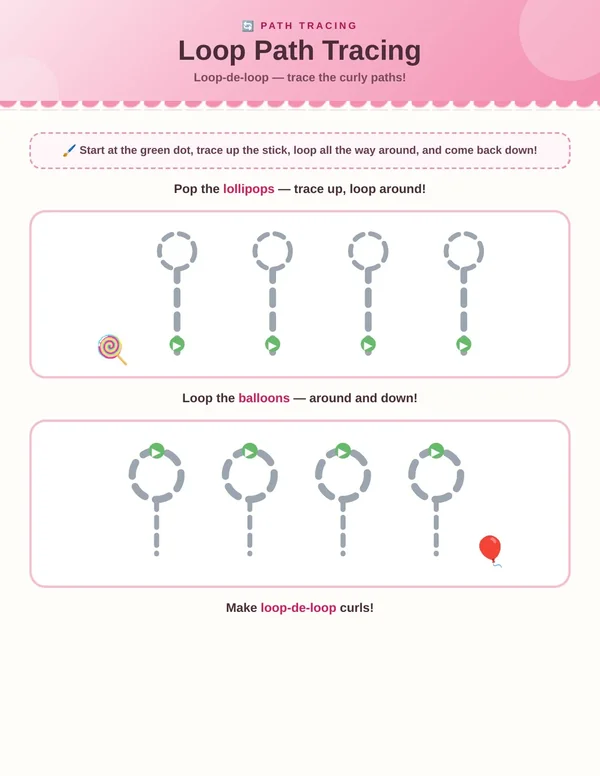 PATH TRACING
Loop Path Tracing
Loop-de-loop — trace the curly paths!
Start at the green dot, trace up the stick, loop all the way around, and come back down!
Pop the lollipops — trace up, loop around!
Loop the balloons — around and down!
Make loop-de-loop curls!